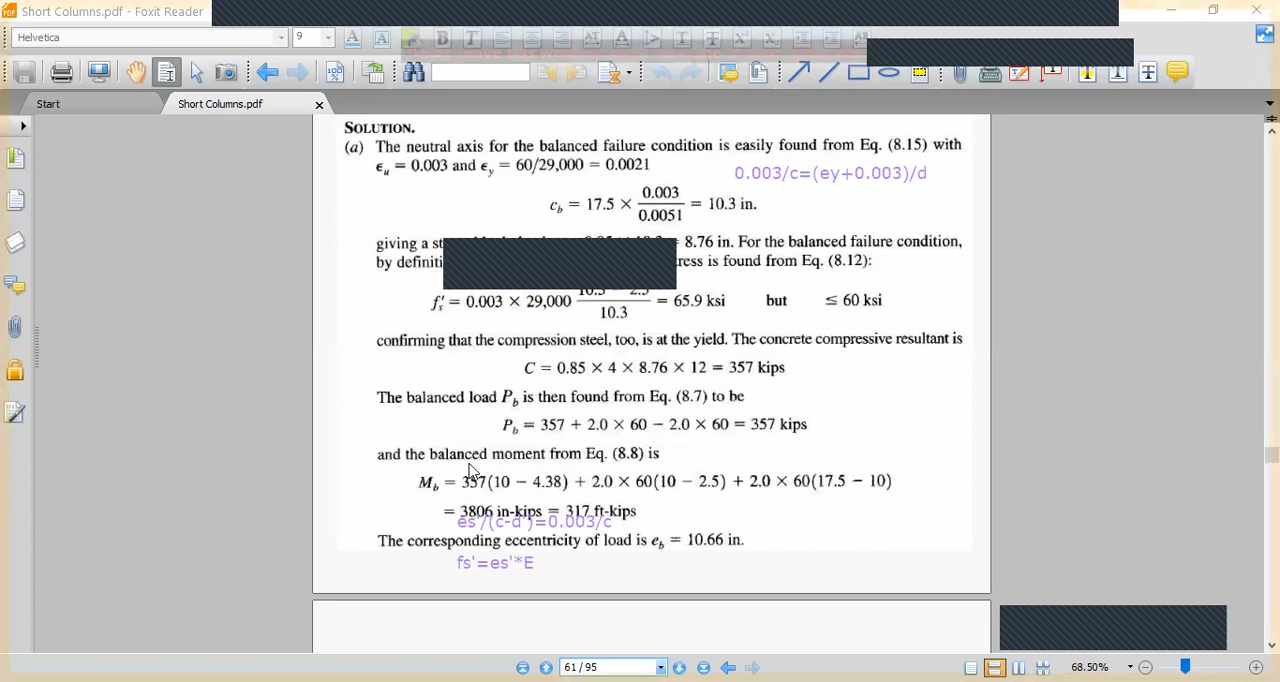 Short Columns.pdf - Foxit Reader
Helvetica
9
Start
Short Columns.pdf
SOLUTION.
(a) The neutral axis for the balanced failure condition is easily found from Eq. (8.15) with
ϵu = 0.003 and ϵy = 60/29,000 = 0.0021
0.003/c=(ey+0.003)/d
cb = 17.5 × 0.003/0.0051 = 10.3 in.
giving a = 8.76 in. For the balanced failure condition,
by is found from Eq. (8.12):
f's = 0.003 × 29,000 10.3 − 2.5/10.3 = 65.9 ksi but ≤ 60 ksi
confirming that the compression steel, too, is at the yield. The concrete compressive resultant is
C = 0.85 × 4 × 8.76 × 12 = 357 kips
The balanced load Pb is then found from Eq. (8.7) to be
Pb = 357 + 2.0 × 60 − 2.0 × 60 = 357 kips
and the balanced moment from Eq. (8.8) is
Mb = 357(10 − 4.38) + 2.0 × 60(10 − 2.5) + 2.0 × 60(17.5 − 10)
= 3806 in-kips = 317 ft-kips
es'/(c-d')=0.003/c
The corresponding eccentricity of load is eb = 10.66 in.
fs'=es'*E
61 / 95
68.50%